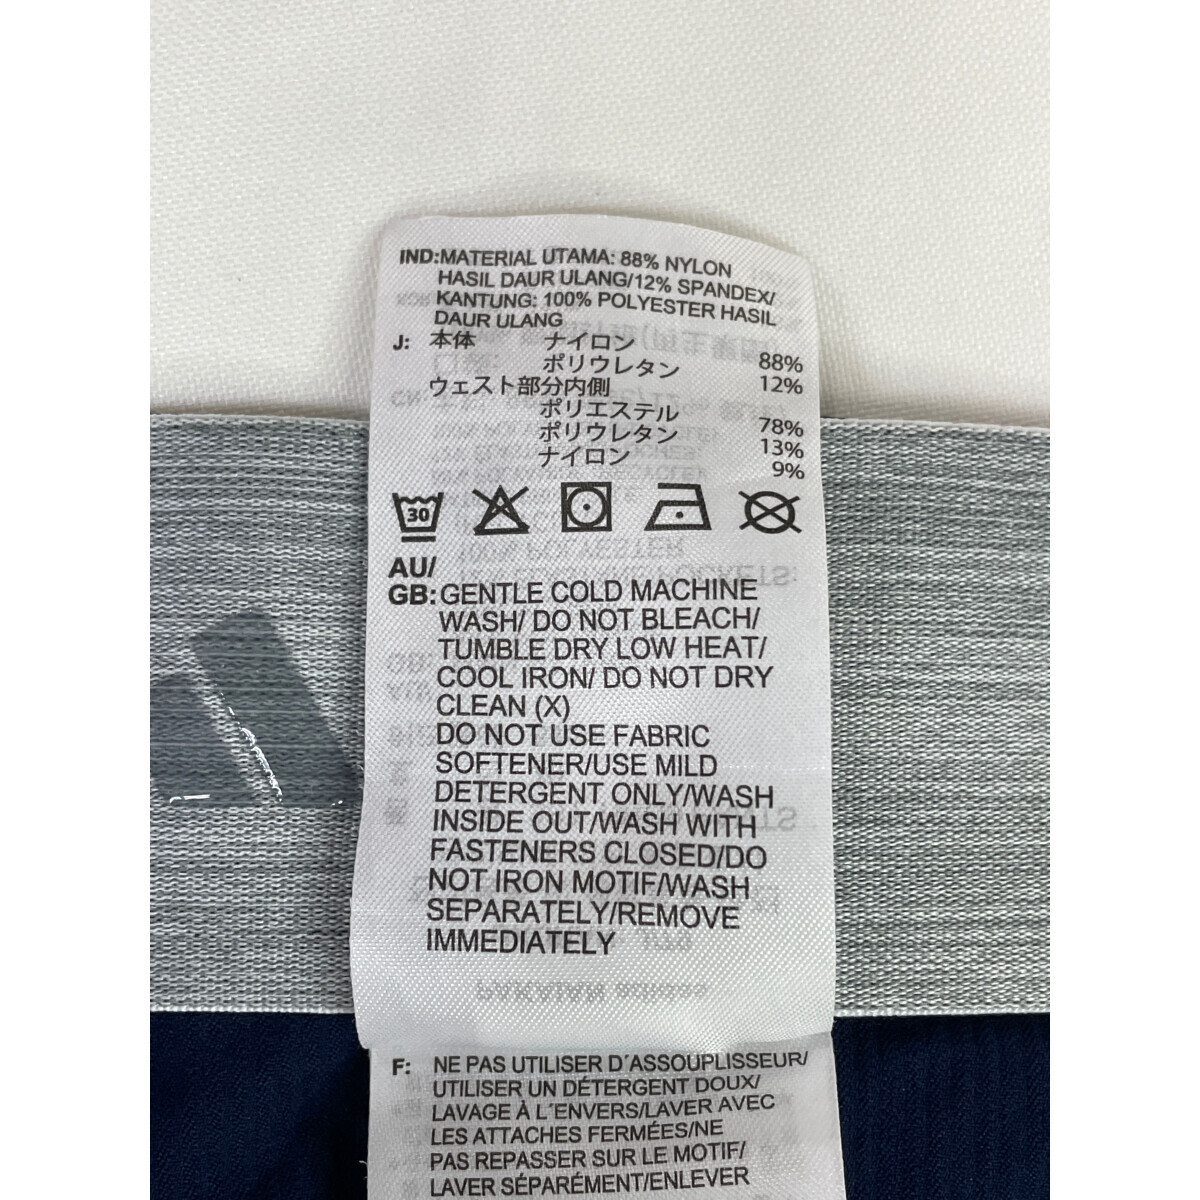 IND:MATERIAL UTAMA: 88% NYLON
HASIL DAUR ULANG/12% SPANDEX/
KANTUNG: 100% POLYESTER HASIL
DAUR ULANG
J: 本体 ナイロン 88%
ポリウレタン 12%
ウェスト部分内側
ポリエステル 78%
ポリウレタン 13%
ナイロン 9%
30
AU/
GB:GENTLE COLD MACHINE
WASH/ DO NOT BLEACH/
TUMBLE DRY LOW HEAT/
COOL IRON/ DO NOT DRY
CLEAN (X)
DO NOT USE FABRIC
SOFTENER/USE MILD
DETERGENT ONLY/WASH
INSIDE OUT/WASH WITH
FASTENERS CLOSED/DO
NOT IRON MOTIF/WASH
SEPARATELY/REMOVE
IMMEDIATELY
F: NE PAS UTILISER D´ASSOUPLISSEUR/
UTILISER UN DÉTERGENT DOUX/
LAVAGE À L´ENVERS/LAVER AVEC
LES ATTACHES FERMÉES/NE
PAS REPASSER SUR LE MOTIF/
LAVER SÉPARÉMENT/ENLEVER